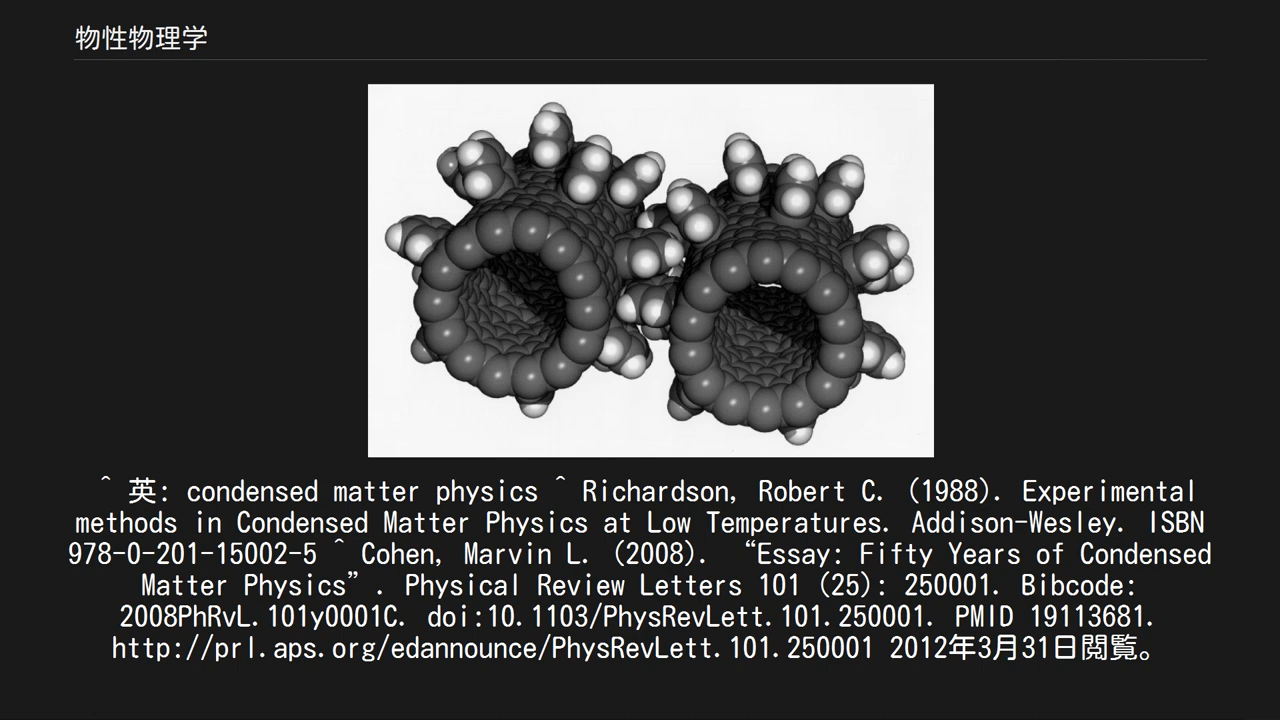 物性物理学
^ 英: condensed matter physics ^ Richardson, Robert C. (1988). Experimental
methods in Condensed Matter Physics at Low Temperatures. Addison-Wesley. ISBN
978-0-201-15002-5 ^ Cohen, Marvin L. (2008). “Essay: Fifty Years of Condensed
Matter Physics”. Physical Review Letters 101 (25): 250001. Bibcode:
2008PhRvL.101y0001C. doi:10.1103/PhysRevLett.101.250001. PMID 19113681.
http://prl.aps.org/edannounce/PhysRevLett.101.250001 2012年3月31日閲覧。